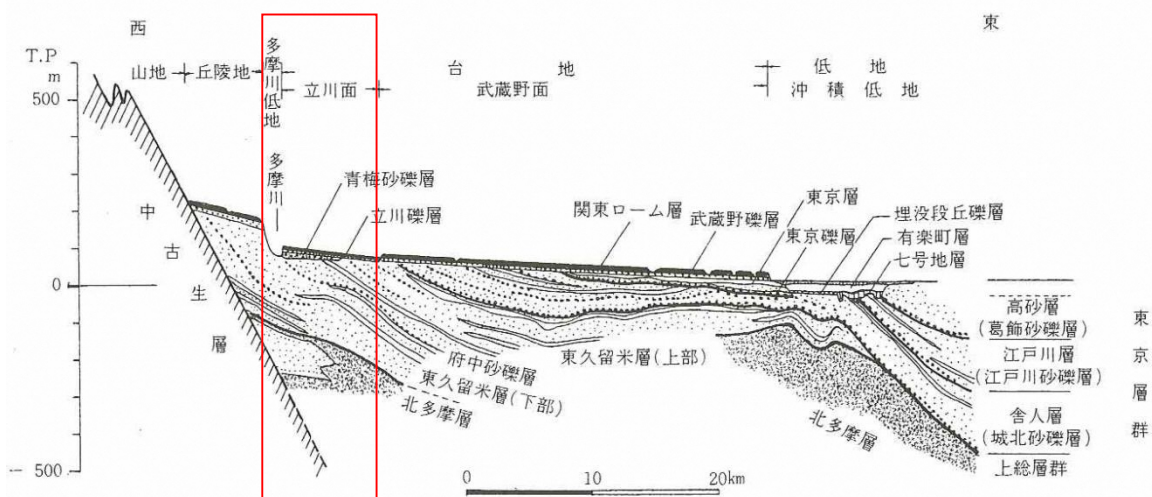 西
東
T.P
m
500
0
— 500
山地
丘陵地
多摩川低地
立川面
台地
武蔵野面
低地
沖積低地
多摩川
青梅砂礫層
立川礫層
関東ローム層
武蔵野礫層
東京層
東京礫層
埋没段丘礫層
有楽町層
七号地層
中古生層
府中砂礫層
東久留米層(下部)
北多摩層
東久留米層(上部)
北多摩層
高砂層
(葛飾砂礫層)
江戸川層
(江戸川砂礫層)
舎人層
(城北砂礫層)
上総層群
東京層群
0 10 20km